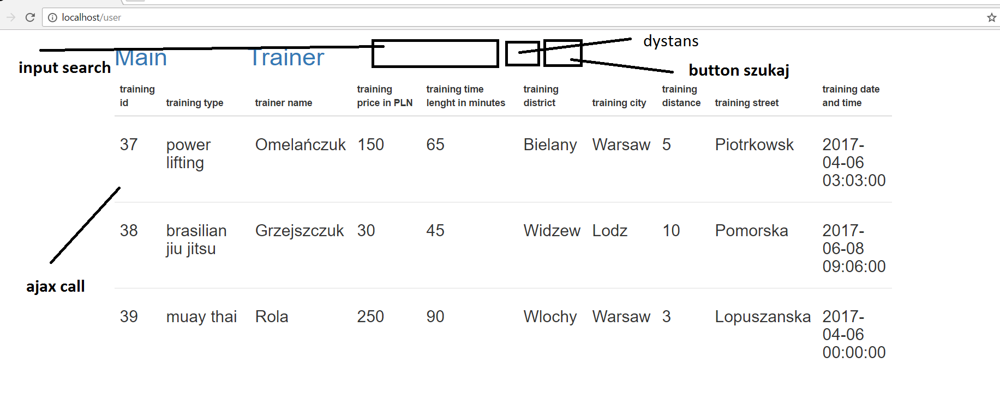 localhost/user
dystans
Main Trainer
input search
button szukaj
training id
training type
trainer name
training price in PLN
training time lenght in minutes
training district
training city
training distance
training street
training date and time
37 power lifting Omelańczuk 150 65 Bielany Warsaw 5 Piotrkowsk 2017-04-06 03:03:00
38 brasilian jiu jitsu Grzejszczuk 30 45 Widzew Lodz 10 Pomorska 2017-06-08 09:06:00
ajax call
39 muay thai Rola 250 90 Wlochy Warsaw 3 Lopuszanska 2017-04-06 00:00:00